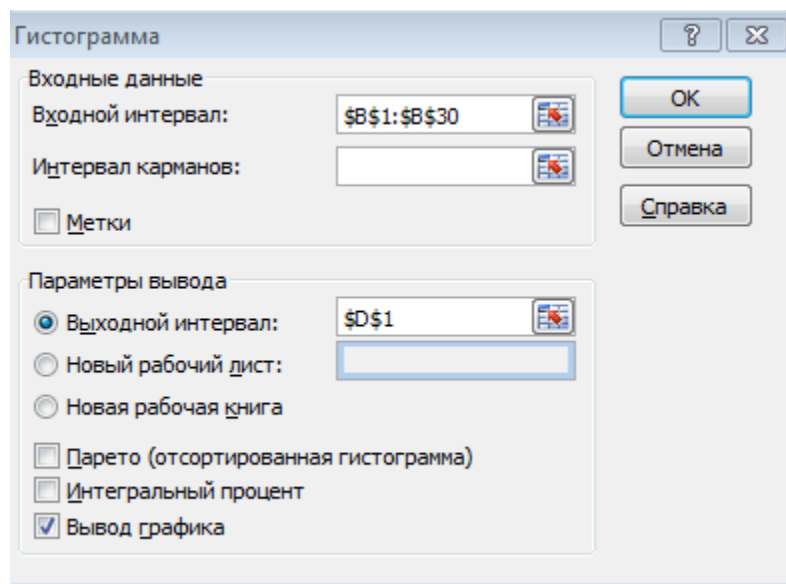 Гистограмма
Входные данные
Входной интервал: $B$1:$B$30
Интервал карманов:
Метки
OK
Отмена
Справка
Параметры вывода
Выходной интервал: $D$1
Новый рабочий лист:
Новая рабочая книга
Парето (отсортированная гистограмма)
Интегральный процент
Вывод графика